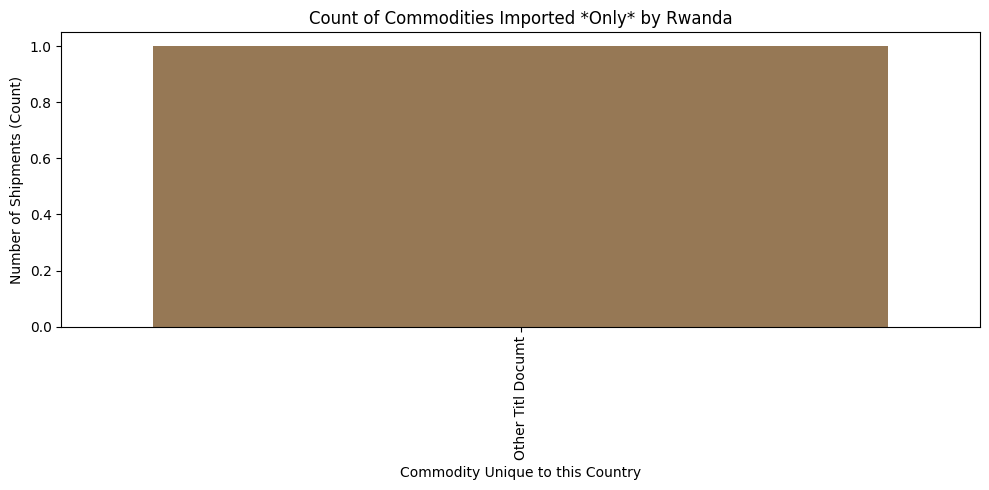 Count of Commodities Imported *Only* by Rwanda
Number of Shipments (Count)
1.0
0.8
0.6
0.4
0.2
0.0
Other Titl Documt
Commodity Unique to this Country